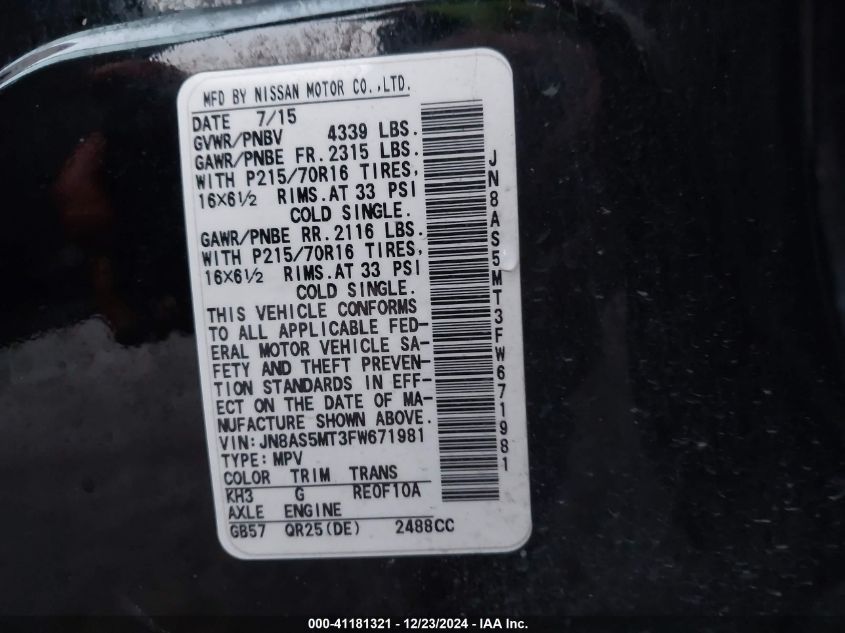 MFD BY NISSAN MOTOR CO.,LTD.
DATE 7/15
GVWR/PNBV 4339 LBS.
GAWR/PNBE FR. 2315 LBS.
WITH P215/70R16 TIRES,
16X6½ RIMS. AT 33 PSI
COLD SINGLE.
GAWR/PNBE RR. 2116 LBS.
WITH P215/70R16 TIRES,
16X6½ RIMS. AT 33 PSI
COLD SINGLE.
THIS VEHICLE CONFORMS
TO ALL APPLICABLE FED-
ERAL MOTOR VEHICLE SA-
FETY AND THEFT PREVEN-
TION STANDARDS IN EFF-
ECT ON THE DATE OF MA-
NUFACTURE SHOWN ABOVE.
VIN: JN8AS5MT3FW671981
TYPE: MPV
COLOR TRIM TRANS
KH3 G RE0F10A
AXLE ENGINE
GB57 QR25(DE) 2488CC
JN8AS5MT3FW671981
000-41181321 - 12/23/2024 - IAA Inc.